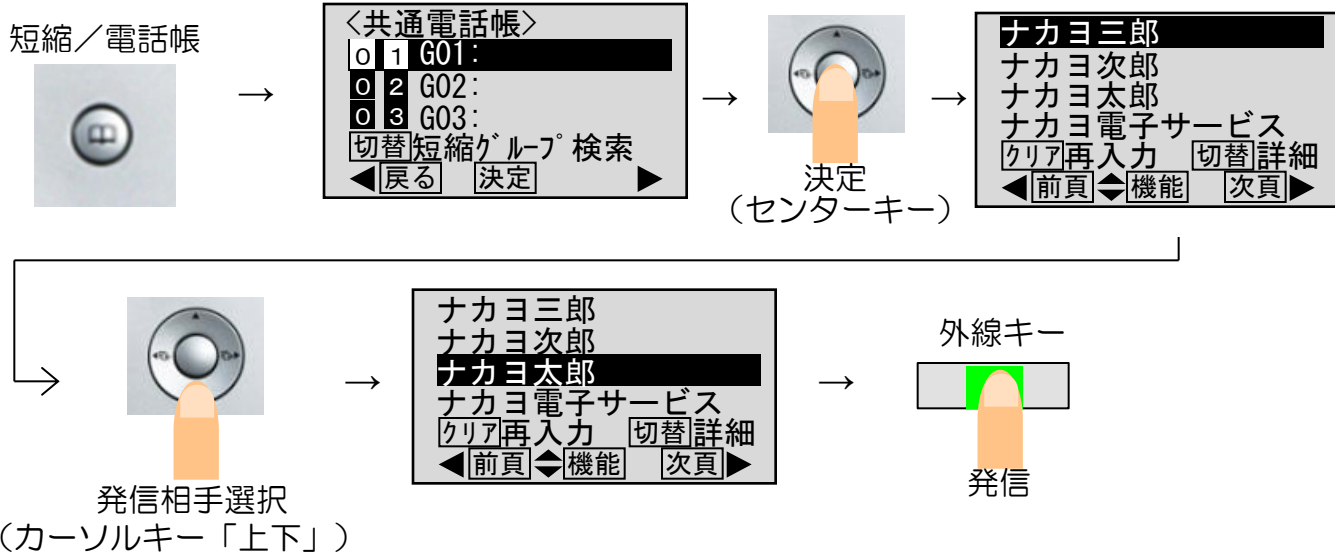 短縮／電話帳
→
〈共通電話帳〉
０１ G01：
０２ G02：
０３ G03：
切替短縮ｸﾞﾙｰﾌﾟ検索
◀戻る 決定 ▶
→
決定
（センターキー）
→
ナカヨ三郎
ナカヨ次郎
ナカヨ太郎
ナカヨ電子サービス
ｸﾘｱ再入力 切替詳細
◀前頁◆機能 次頁▶
発信相手選択
（カーソルキー「上下」）
→
ナカヨ三郎
ナカヨ次郎
ナカヨ太郎
ナカヨ電子サービス
ｸﾘｱ再入力 切替詳細
◀前頁◆機能 次頁▶
→
外線キー
発信